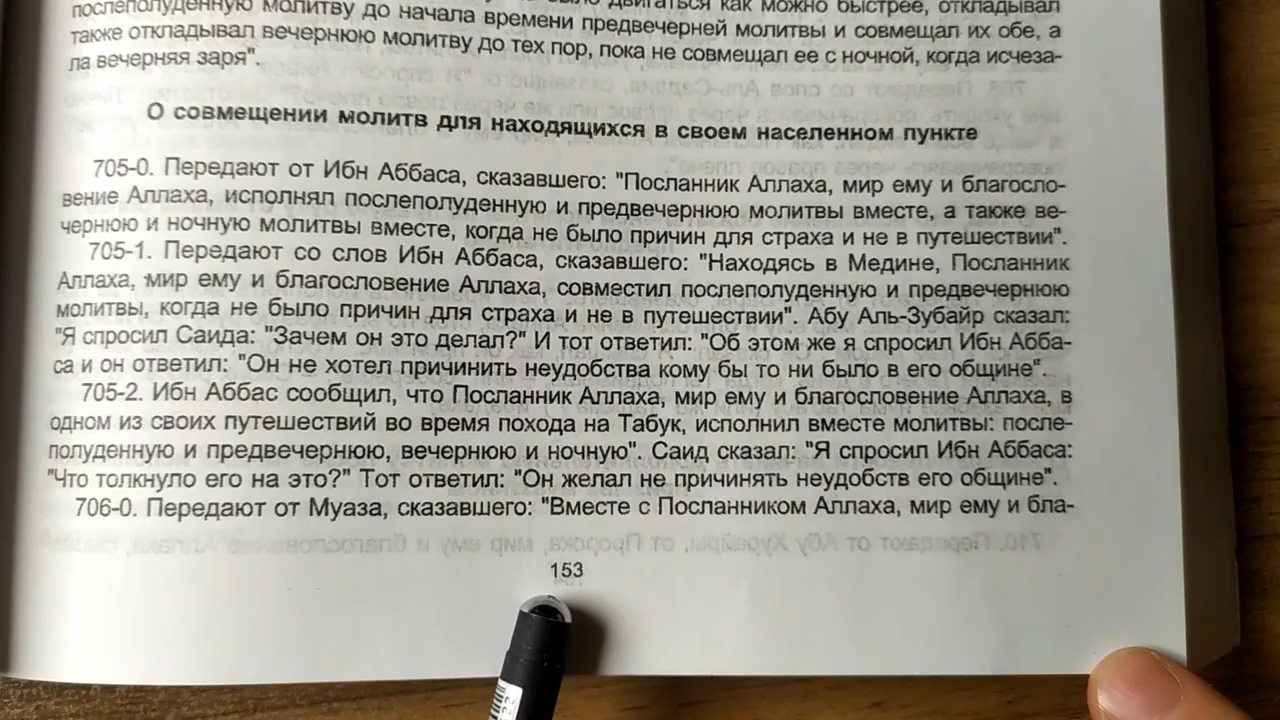 послеполуденную молитву до начала времени предвечерней молитвы и совмещал их обе, а
также откладывал вечернюю молитву до тех пор, пока не совмещал ее с ночной, когда исчеза-
ла вечерняя заря".
О совмещении молитв для находящихся в своем населенном пункте
705-0. Передают от Ибн Аббаса, сказавшего: "Посланник Аллаха, мир ему и благосло-
вение Аллаха, исполнял послеполуденную и предвечернюю молитвы вместе, а также ве-
чернюю и ночную молитвы вместе, когда не было причин для страха и не в путешествии".
705-1. Передают со слов Ибн Аббаса, сказавшего: "Находясь в Медине, Посланник
Аллаха, мир ему и благословение Аллаха, совместил послеполуденную и предвечернюю
молитвы, когда не было причин для страха и не в путешествии". Абу Аль-Зубайр сказал:
"Я спросил Саида: "Зачем он это делал?" И тот ответил: "Об этом же я спросил Ибн Абба-
са и он ответил: "Он не хотел причинить неудобства кому бы то ни было в его общине".
705-2. Ибн Аббас сообщил, что Посланник Аллаха, мир ему и благословение Аллаха, в
одном из своих путешествий во время похода на Табук, исполнил вместе молитвы: после-
полуденную и предвечернюю, вечернюю и ночную". Саид сказал: "Я спросил Ибн Аббаса:
"Что толкнуло его на это?" Тот ответил: "Он желал не причинять неудобств его общине".
706-0. Передают от Муаза, сказавшего: "Вместе с Посланником Аллаха, мир ему и бла-
153